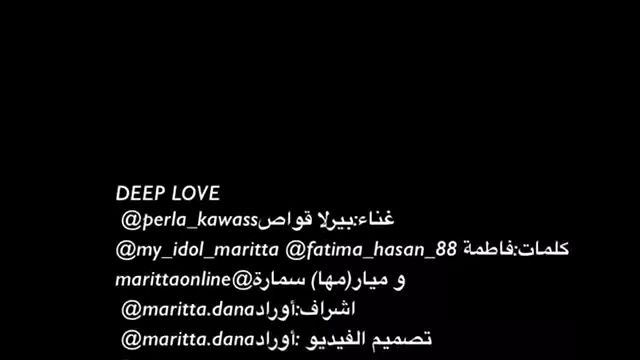 DEEP LOVE
غناء:بيرلا قواص@perla_kawass
كلمات:فاطمة @my_idol_maritta @fatima_hasan_88
و ميار(مها) سمارة@marittaonline
اشراف:أوراد@maritta.dana
تصميم الفيديو :أوراد@maritta.dana